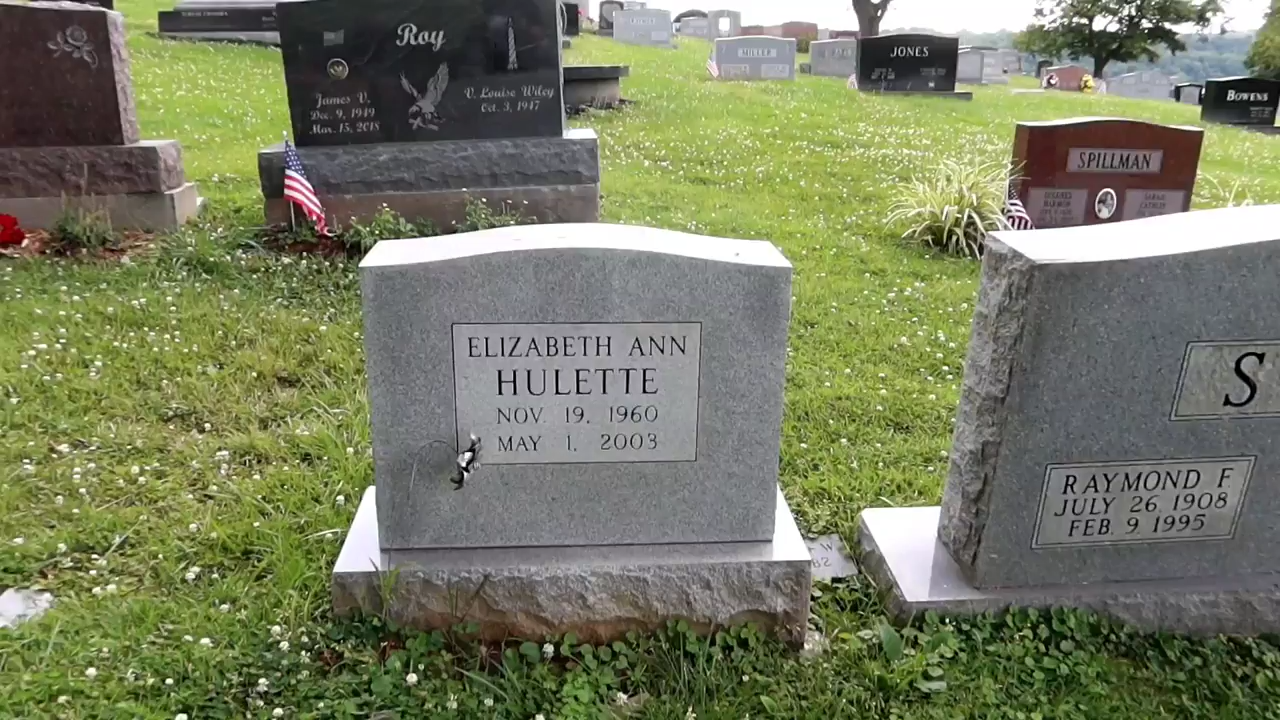 Roy
James V.
Dec. 9, 1949
Mar. 15, 2018
V. Louise Wiley
Oct. 3, 1947
MILLER
JONES
BOWENS
SPILLMAN
ELIZABETH ANN
HULETTE
NOV. 19, 1960
MAY 1, 2003
S
RAYMOND F.
JULY 26, 1908
FEB. 9, 1995
W
82